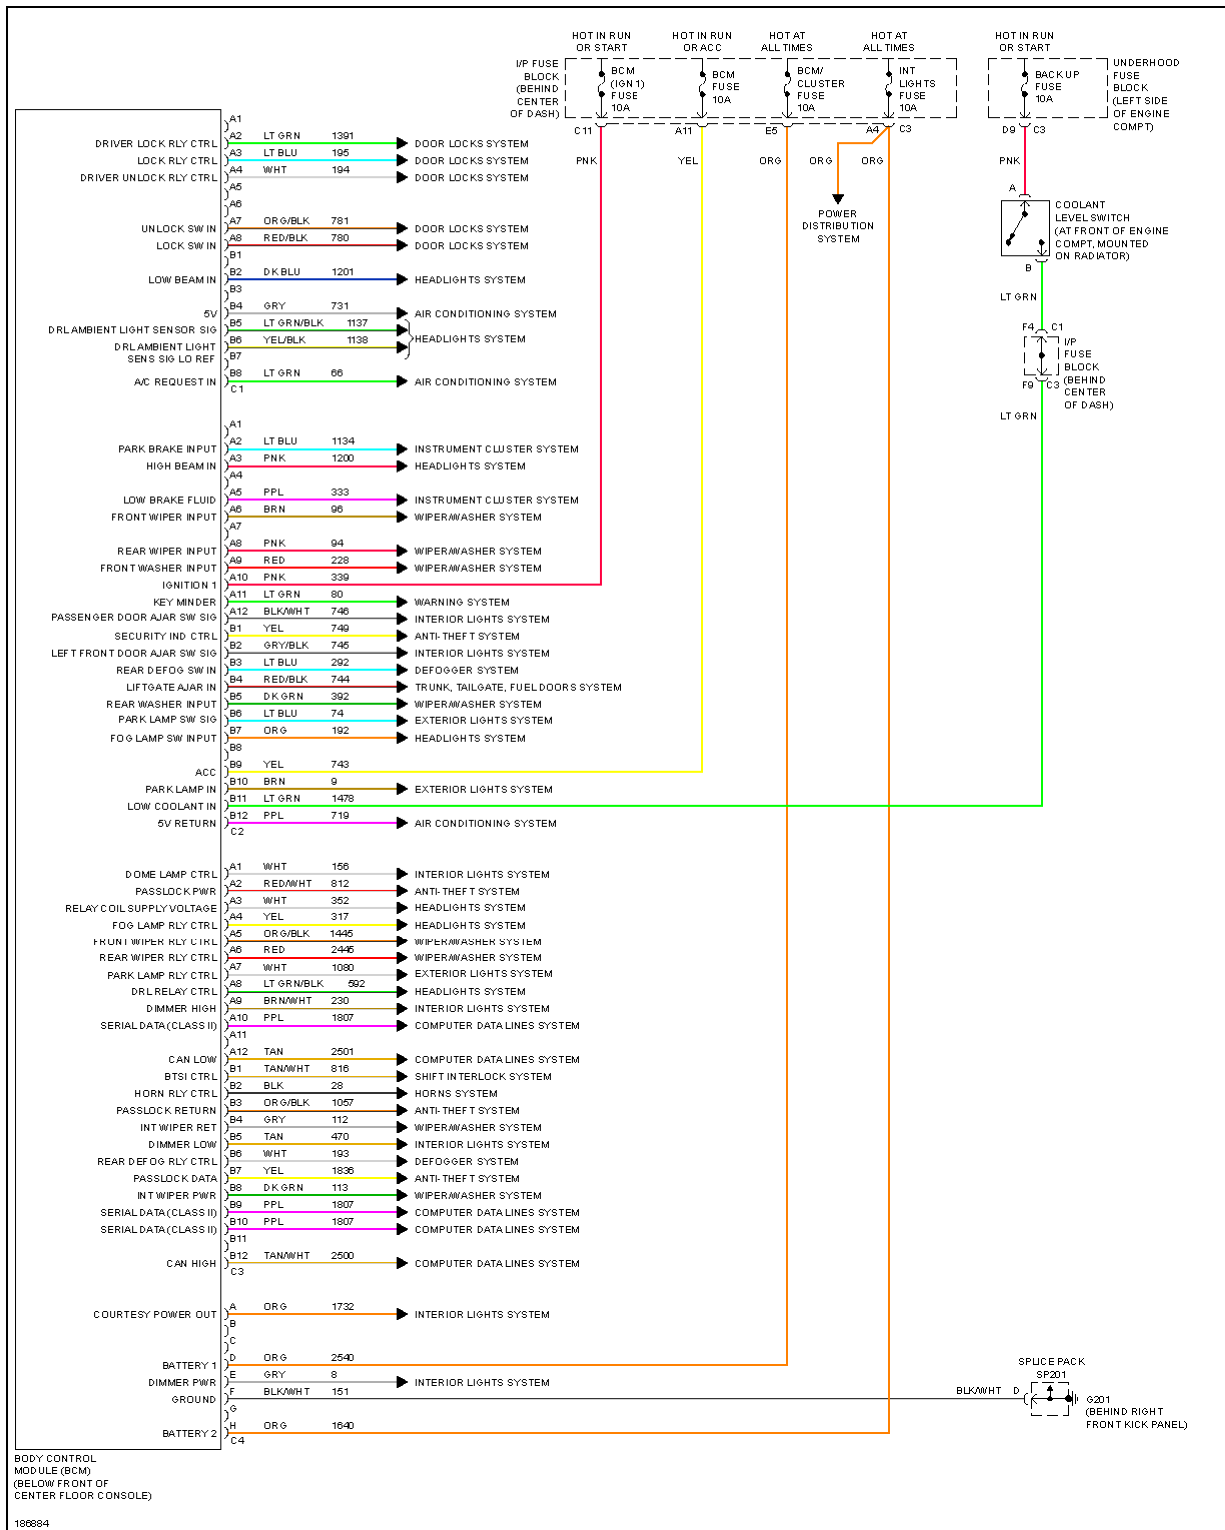 HOT IN RUN OR START
HOT IN RUN OR ACC
HOT AT ALL TIMES
HOT AT ALL TIMES
HOT IN RUN OR START
I/P FUSE
BLOCK
(BEHIND
CENTER
OF DASH)
BCM
(IGN 1)
FUSE
10A
BCM
FUSE
10A
BCM/
CLUSTER
FUSE
10A
INT
LIGHTS
FUSE
10A
BACKUP
FUSE
10A
UNDERHOOD
FUSE
BLOCK
(LEFT SIDE
OF ENGINE
COMPT)
C11 A11 E5 A4 C3 D9 C3
PNK YEL ORG ORG ORG PNK
POWER
DISTRIBUTION
SYSTEM
A
COOLANT
LEVEL SWITCH
(AT FRONT OF ENGINE
COMPT, MOUNTED
ON RADIATOR)
B
LT GRN
F4 C1
I/P
FUSE
BLOCK
(BEHIND
CENTER
OF DASH)
F9 C3
LT GRN
A1
DRIVER LOCK RLY CTRL A2 LT GRN 1391 DOOR LOCKS SYSTEM
LOCK RLY CTRL A3 LT BLU 195 DOOR LOCKS SYSTEM
DRIVER UNLOCK RLY CTRL A4 WHT 194 DOOR LOCKS SYSTEM
A5
A6
UNLOCK SW IN A7 ORG/BLK 781 DOOR LOCKS SYSTEM
LOCK SW IN A8 RED/BLK 780 DOOR LOCKS SYSTEM
B1
LOW BEAM IN B2 DK BLU 1201 HEADLIGHTS SYSTEM
B3
5V B4 GRY 731 AIR CONDITIONING SYSTEM
DRL AMBIENT LIGHT SENSOR SIG B5 LT GRN/BLK 1137
HEADLIGHTS SYSTEM
DRL AMBIENT LIGHT B6 YEL/BLK 1138
SENS SIG LO REF B7
A/C REQUEST IN B8 LT GRN 66 AIR CONDITIONING SYSTEM
C1
A1
PARK BRAKE INPUT A2 LT BLU 1134 INSTRUMENT CLUSTER SYSTEM
HIGH BEAM IN A3 PNK 1200 HEADLIGHTS SYSTEM
A4
LOW BRAKE FLUID A5 PPL 333 INSTRUMENT CLUSTER SYSTEM
FRONT WIPER INPUT A6 BRN 96 WIPER/WASHER SYSTEM
A7
REAR WIPER INPUT A8 PNK 94 WIPER/WASHER SYSTEM
FRONT WASHER INPUT A9 RED 228 WIPER/WASHER SYSTEM
IGNITION 1 A10 PNK 339
KEY MINDER A11 LT GRN 80 WARNING SYSTEM
PASSENGER DOOR AJAR SW SIG A12 BLK/WHT 746 INTERIOR LIGHTS SYSTEM
SECURITY IND CTRL B1 YEL 749 ANTI-THEFT SYSTEM
LEFT FRONT DOOR AJAR SW SIG B2 GRY/BLK 745 INTERIOR LIGHTS SYSTEM
REAR DEFOG SW IN B3 LT BLU 292 DEFOGGER SYSTEM
LIFTGATE AJAR IN B4 RED/BLK 744 TRUNK, TAILGATE, FUEL DOORS SYSTEM
REAR WASHER INPUT B5 DK GRN 392 WIPER/WASHER SYSTEM
PARK LAMP SW SIG B6 LT BLU 74 EXTERIOR LIGHTS SYSTEM
FOG LAMP SW INPUT B7 ORG 192 HEADLIGHTS SYSTEM
B8
ACC B9 YEL 743
PARK LAMP IN B10 BRN 9 EXTERIOR LIGHTS SYSTEM
LOW COOLANT IN B11 LT GRN 1478
5V RETURN B12 PPL 719 AIR CONDITIONING SYSTEM
C2
DOME LAMP CTRL A1 WHT 156 INTERIOR LIGHTS SYSTEM
PASSLOCK PWR A2 RED/WHT 812 ANTI-THEFT SYSTEM
RELAY COIL SUPPLY VOLTAGE A3 WHT 352 HEADLIGHTS SYSTEM
FOG LAMP RLY CTRL A4 YEL 317 HEADLIGHTS SYSTEM
FRONT WIPER RLY CTRL A5 ORG/BLK 1445 WIPER/WASHER SYSTEM
REAR WIPER RLY CTRL A6 RED 2446 WIPER/WASHER SYSTEM
PARK LAMP RLY CTRL A7 WHT 1080 EXTERIOR LIGHTS SYSTEM
DRL RELAY CTRL A8 LT GRN/BLK 592 HEADLIGHTS SYSTEM
DIMMER HIGH A9 BRN/WHT 230 INTERIOR LIGHTS SYSTEM
SERIAL DATA (CLASS II) A10 PPL 1807 COMPUTER DATA LINES SYSTEM
A11
CAN LOW A12 TAN 2501 COMPUTER DATA LINES SYSTEM
BTSI CTRL B1 TAN/WHT 816 SHIFT INTERLOCK SYSTEM
HORN RLY CTRL B2 BLK 28 HORNS SYSTEM
PASSLOCK RETURN B3 ORG/BLK 1057 ANTI-THEFT SYSTEM
INT WIPER RET B4 GRY 112 WIPER/WASHER SYSTEM
DIMMER LOW B5 TAN 470 INTERIOR LIGHTS SYSTEM
REAR DEFOG RLY CTRL B6 WHT 193 DEFOGGER SYSTEM
PASSLOCK DATA B7 YEL 1836 ANTI-THEFT SYSTEM
INT WIPER PWR B8 DK GRN 113 WIPER/WASHER SYSTEM
SERIAL DATA (CLASS II) B9 PPL 1807 COMPUTER DATA LINES SYSTEM
SERIAL DATA (CLASS II) B10 PPL 1807 COMPUTER DATA LINES SYSTEM
B11
CAN HIGH B12 TAN/WHT 2500 COMPUTER DATA LINES SYSTEM
C3
COURTESY POWER OUT A ORG 1732 INTERIOR LIGHTS SYSTEM
B
C
BATTERY 1 D ORG 2540
DIMMER PWR E GRY 8 INTERIOR LIGHTS SYSTEM
GROUND F BLK/WHT 151
G
BATTERY 2 H ORG 1640
C4
SPLICE PACK
SP201
BLK/WHT D
G201
(BEHIND RIGHT
FRONT KICK PANEL)
BODY CONTROL
MODULE (BCM)
(BELOW FRONT OF
CENTER FLOOR CONSOLE)
186884